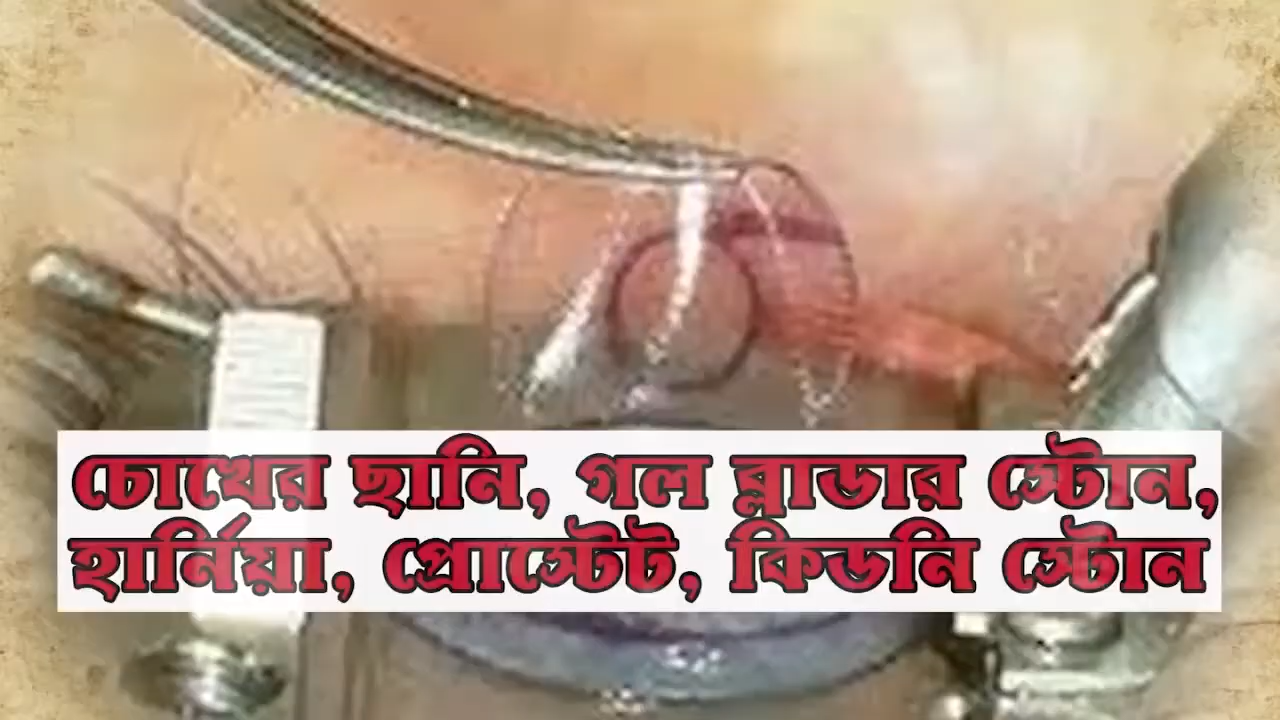 চোখের ছানি, গল ব্লাডার স্টোন,
হার্নিয়া, প্রোস্টেট, কিডনি স্টোন